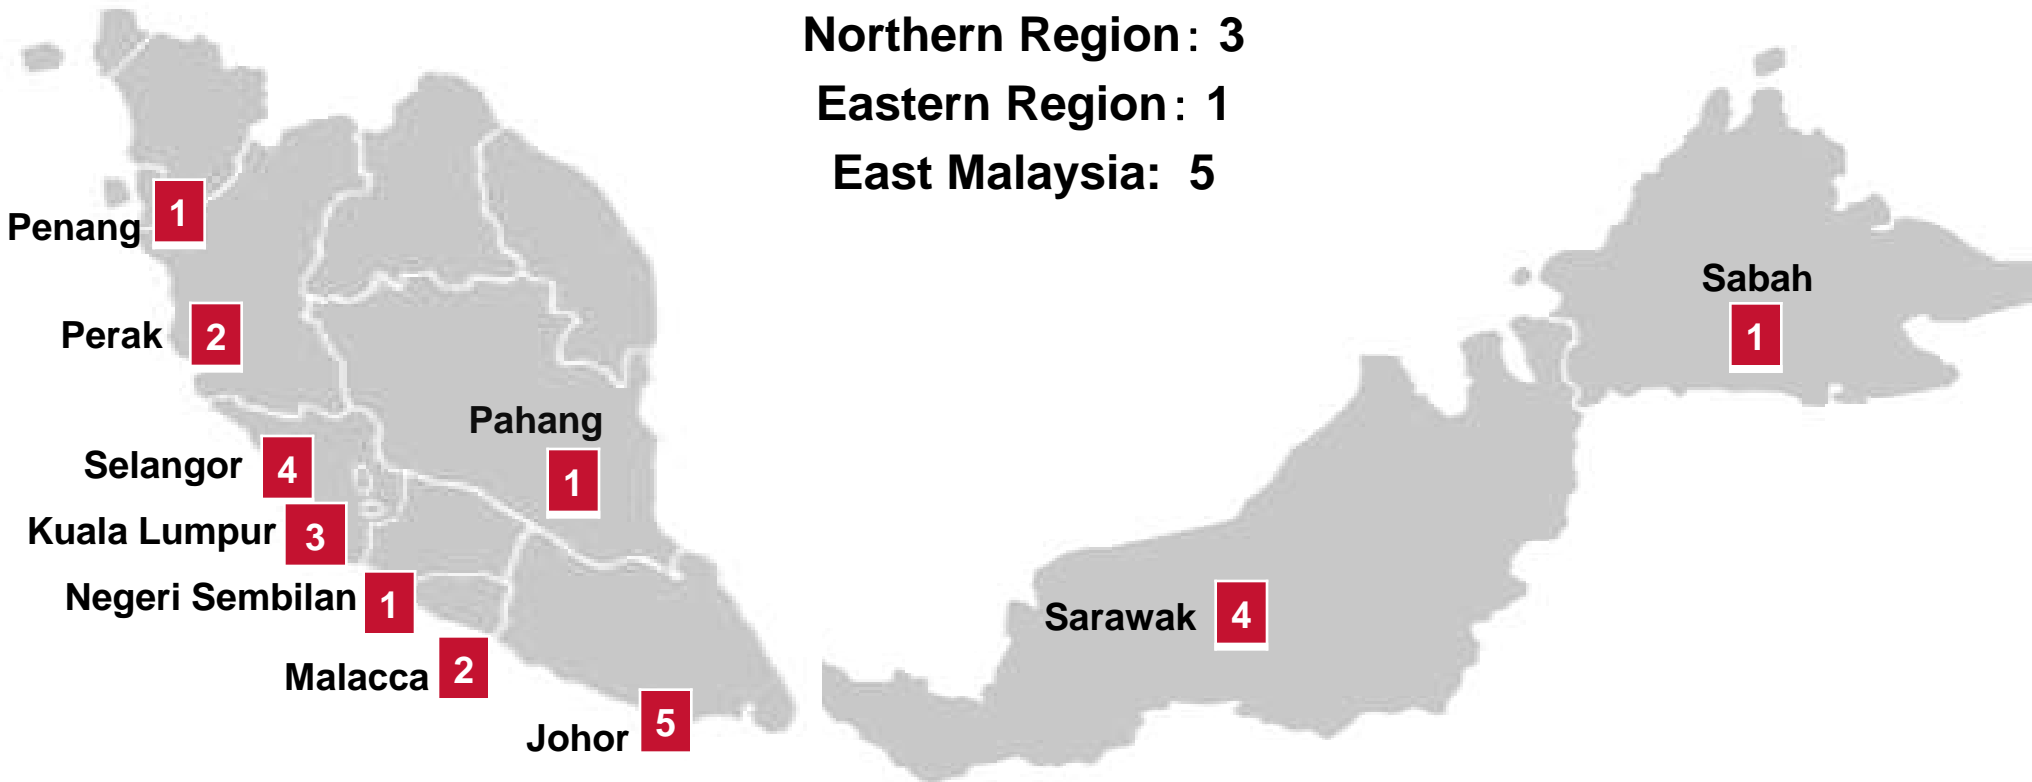 Northern Region: 3
Eastern Region: 1
East Malaysia: 5
Penang 1
Perak 2
Selangor 4
Kuala Lumpur 3
Negeri Sembilan 1
Malacca 2
Johor 5
Pahang
1
Sabah
1
Sarawak 4